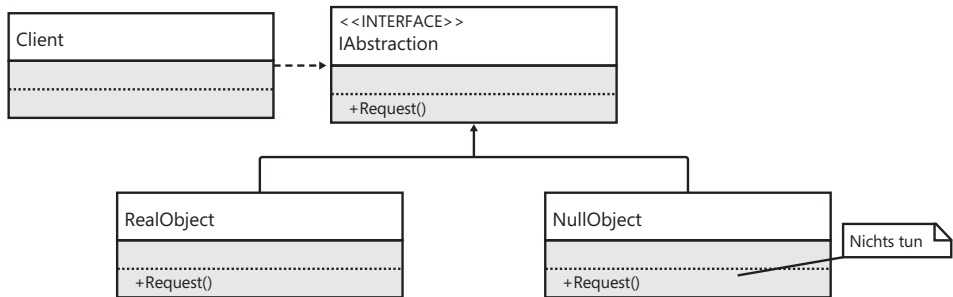 Client
<<INTERFACE>>
IAbstraction
+Request()
RealObject
+Request()
NullObject
+Request()
Nichts tun